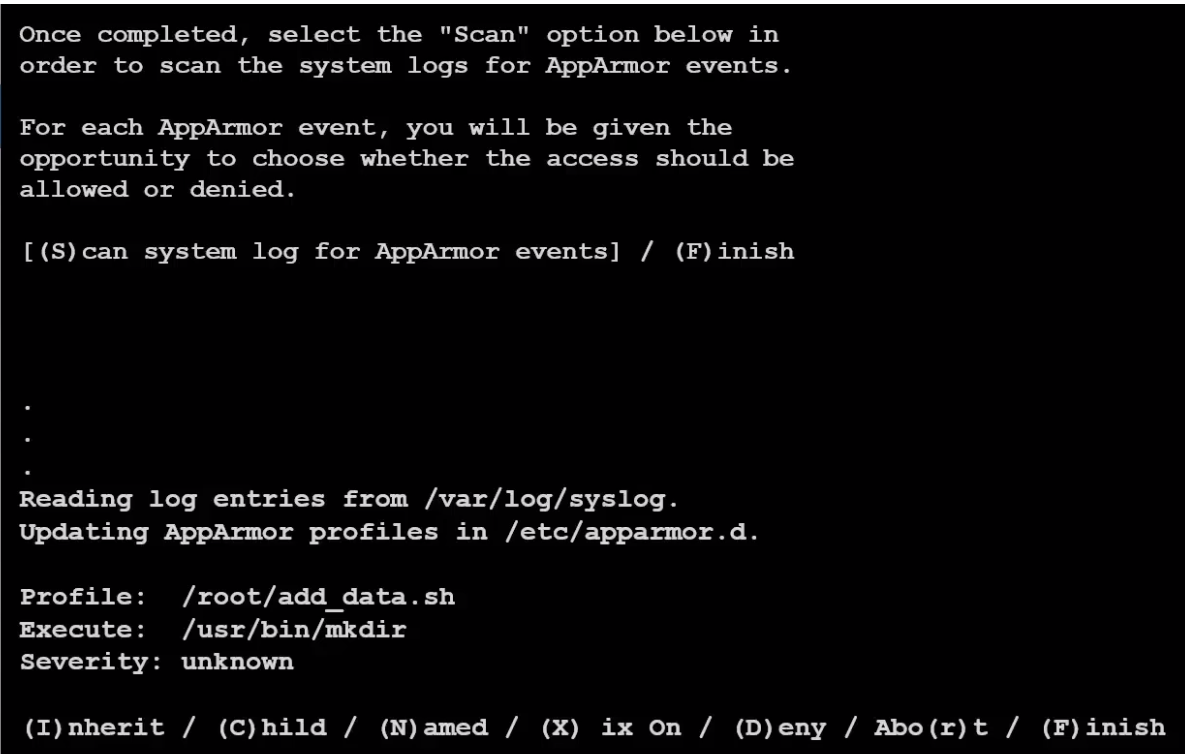 Once completed, select the "Scan" option below in
order to scan the system logs for AppArmor events.
For each AppArmor event, you will be given the
opportunity to choose whether the access should be
allowed or denied.
[(S)can system log for AppArmor events] / (F)inish
.
.
.
Reading log entries from /var/log/syslog.
Updating AppArmor profiles in /etc/apparmor.d.
Profile:  /root/add_data.sh
Execute:  /usr/bin/mkdir
Severity: unknown
(I)nherit / (C)hild / (N)amed / (X) ix On / (D)eny / Abo(r)t / (F)inish